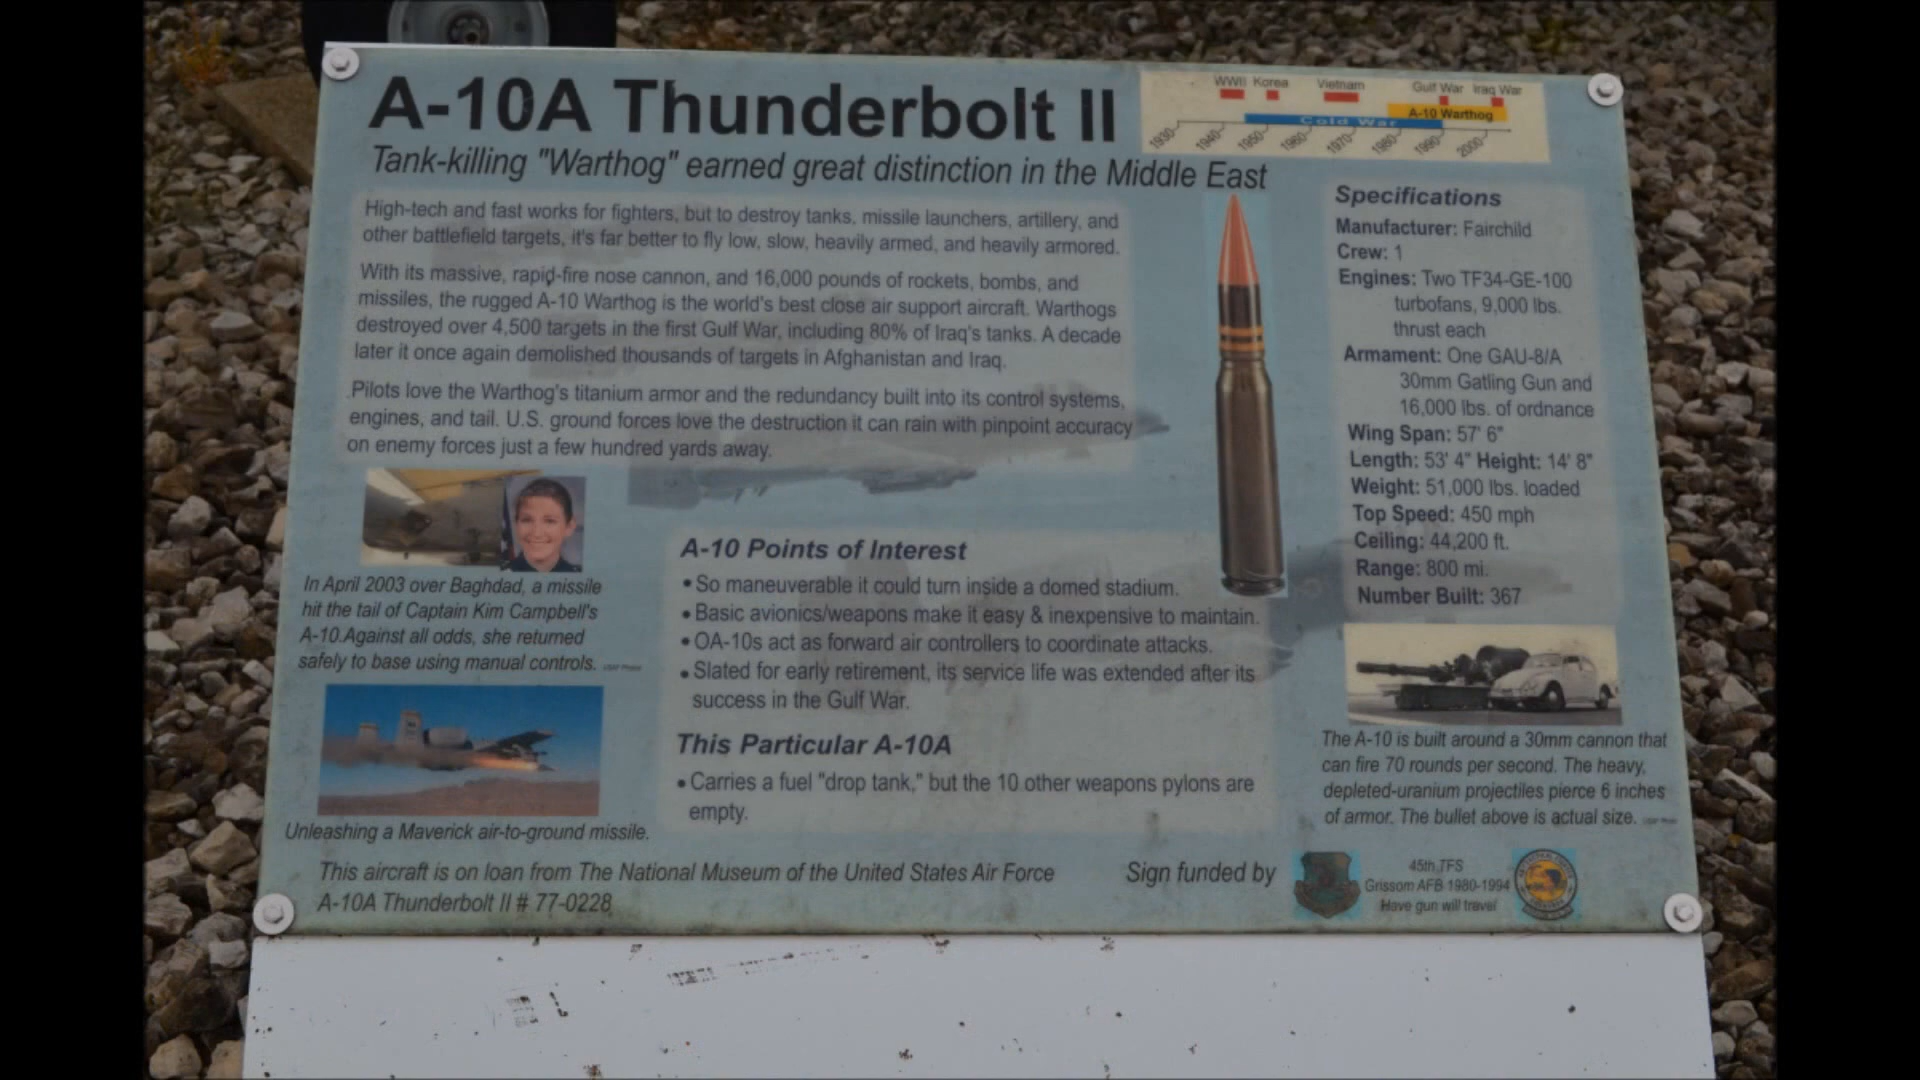 A-10A Thunderbolt II
Tank-killing "Warthog" earned great distinction in the Middle East
WWII Korea Vietnam Gulf War Iraq War
A-10 Warthog
Cold War
1930 1940 1950 1960 1970 1980 1990 2000
High-tech and fast works for fighters, but to destroy tanks, missile launchers, artillery, and
other battlefield targets, it's far better to fly low, slow, heavily armed, and heavily armored.
With its massive, rapid-fire nose cannon, and 16,000 pounds of rockets, bombs, and
missiles, the rugged A-10 Warthog is the world's best close air support aircraft. Warthogs
destroyed over 4,500 targets in the first Gulf War, including 80% of Iraq's tanks. A decade
later it once again demolished thousands of targets in Afghanistan and Iraq.
Pilots love the Warthog's titanium armor and the redundancy built into its control systems,
engines, and tail. U.S. ground forces love the destruction it can rain with pinpoint accuracy
on enemy forces just a few hundred yards away.
In April 2003 over Baghdad, a missile
hit the tail of Captain Kim Campbell's
A-10.Against all odds, she returned
safely to base using manual controls.
Unleashing a Maverick air-to-ground missile.
A-10 Points of Interest
• So maneuverable it could turn inside a domed stadium.
• Basic avionics/weapons make it easy & inexpensive to maintain.
• OA-10s act as forward air controllers to coordinate attacks.
• Slated for early retirement, its service life was extended after its
success in the Gulf War.
This Particular A-10A
• Carries a fuel "drop tank," but the 10 other weapons pylons are
empty.
Specifications
Manufacturer: Fairchild
Crew: 1
Engines: Two TF34-GE-100
turbofans, 9,000 lbs.
thrust each
Armament: One GAU-8/A
30mm Gatling Gun and
16,000 lbs. of ordnance
Wing Span: 57' 6"
Length: 53' 4" Height: 14' 8"
Weight: 51,000 lbs. loaded
Top Speed: 450 mph
Ceiling: 44,200 ft.
Range: 800 mi.
Number Built: 367
The A-10 is built around a 30mm cannon that
can fire 70 rounds per second. The heavy,
depleted-uranium projectiles pierce 6 inches
of armor. The bullet above is actual size.
This aircraft is on loan from The National Museum of the United States Air Force
A-10A Thunderbolt II # 77-0228
Sign funded by
45th TFS
Grissom AFB 1980-1994
Have gun will travel